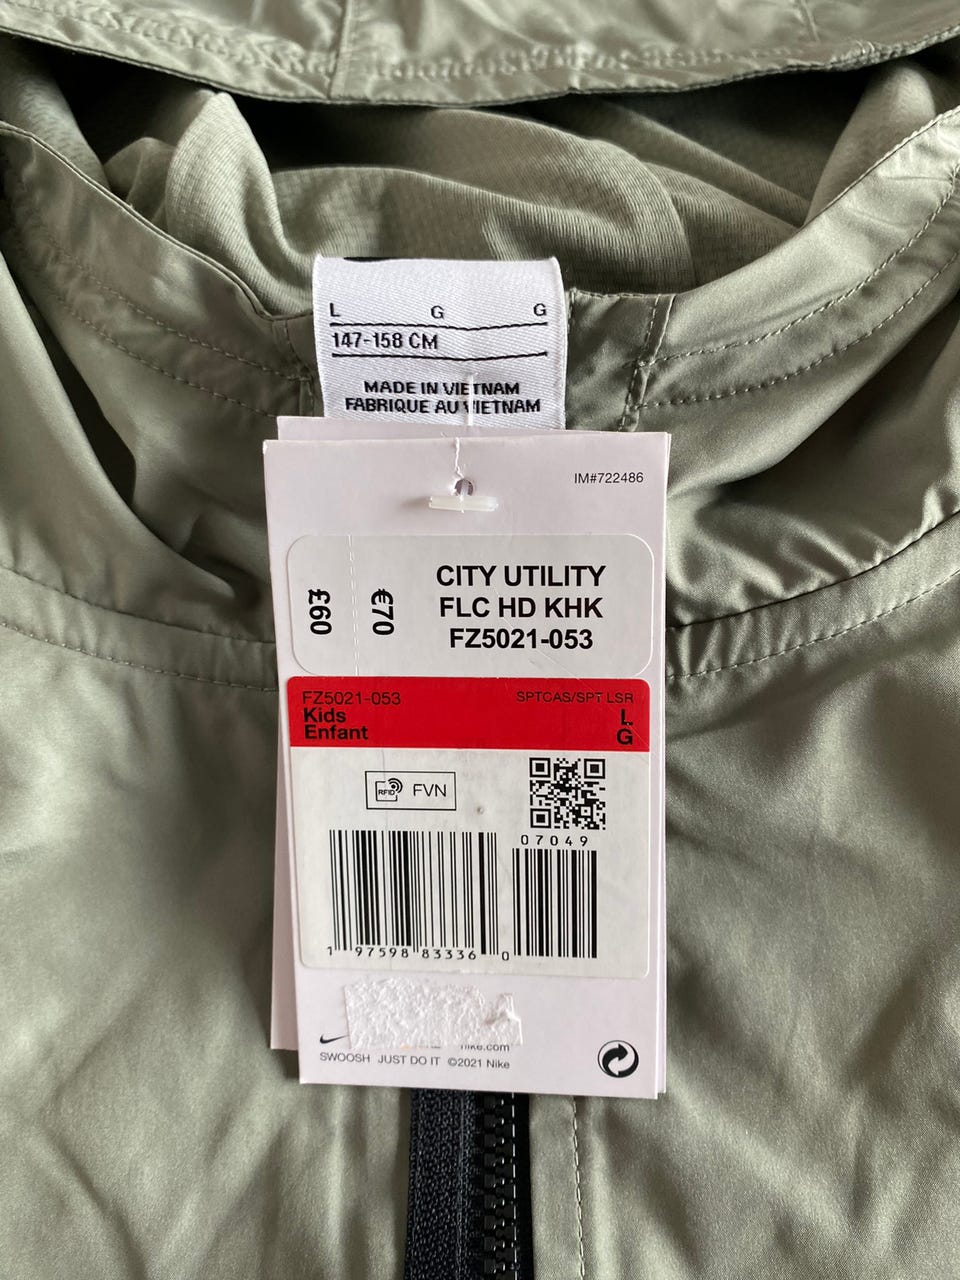 L G G
147-158 CM
MADE IN VIETNAM
FABRIQUE AU VIETNAM
IM#722486
£60
€70
CITY UTILITY
FLC HD KHK
FZ5021-053
FZ5021-053 SPTCAS/SPT LSR
Kids L
Enfant G
RFID FVN
07049
1 97598 83336 0
nike.com
SWOOSH JUST DO IT ©2021 Nike